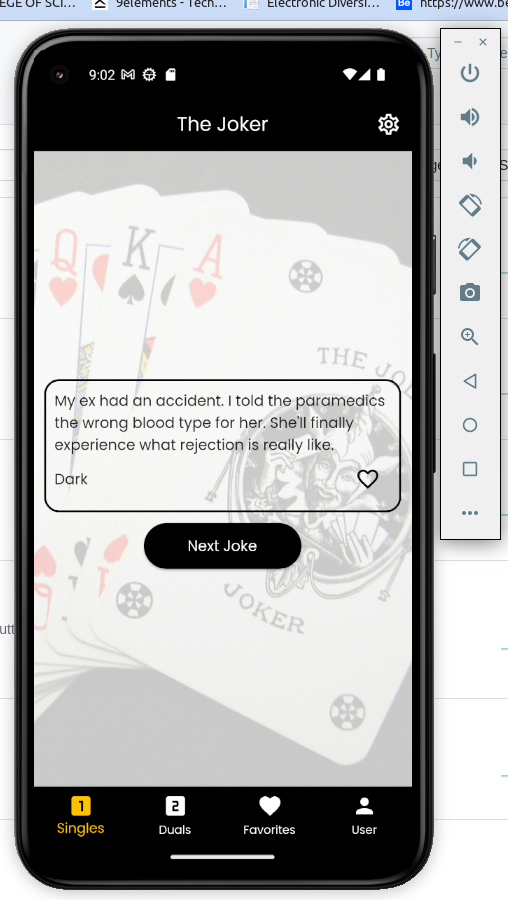 EGE OF SCI...
9elements - Tech...
Electronic Diversi...
Bē
https://www.be
9:02
The Joker
Q
K
A
THE JO
My ex had an accident. I told the paramedics
the wrong blood type for her. She'll finally
experience what rejection is really like.
Dark
Next Joke
JOKER
1
2
Singles
Duals
Favorites
User